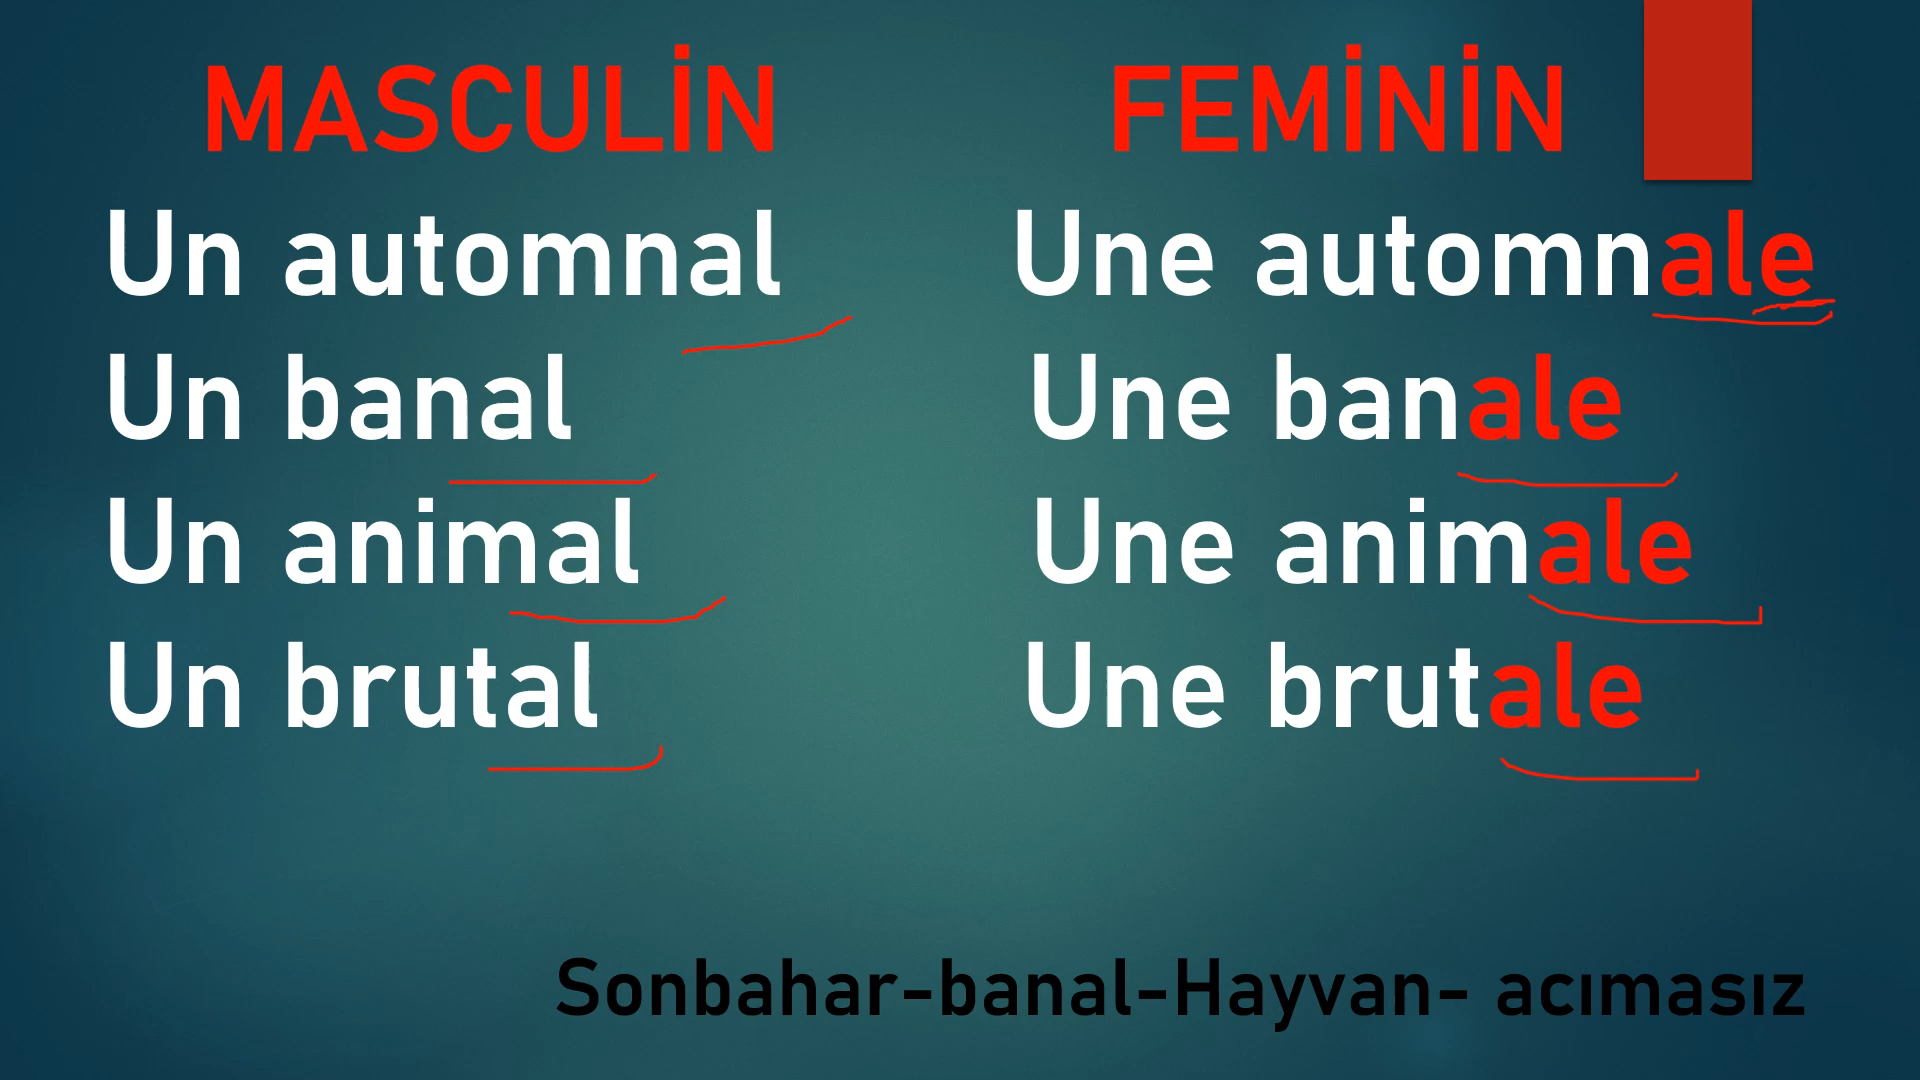 MASCULİN FEMİNİN
Un automnal Une automnale
Un banal Une banale
Un animal Une animale
Un brutal Une brutale
Sonbahar-banal-Hayvan- acımasız